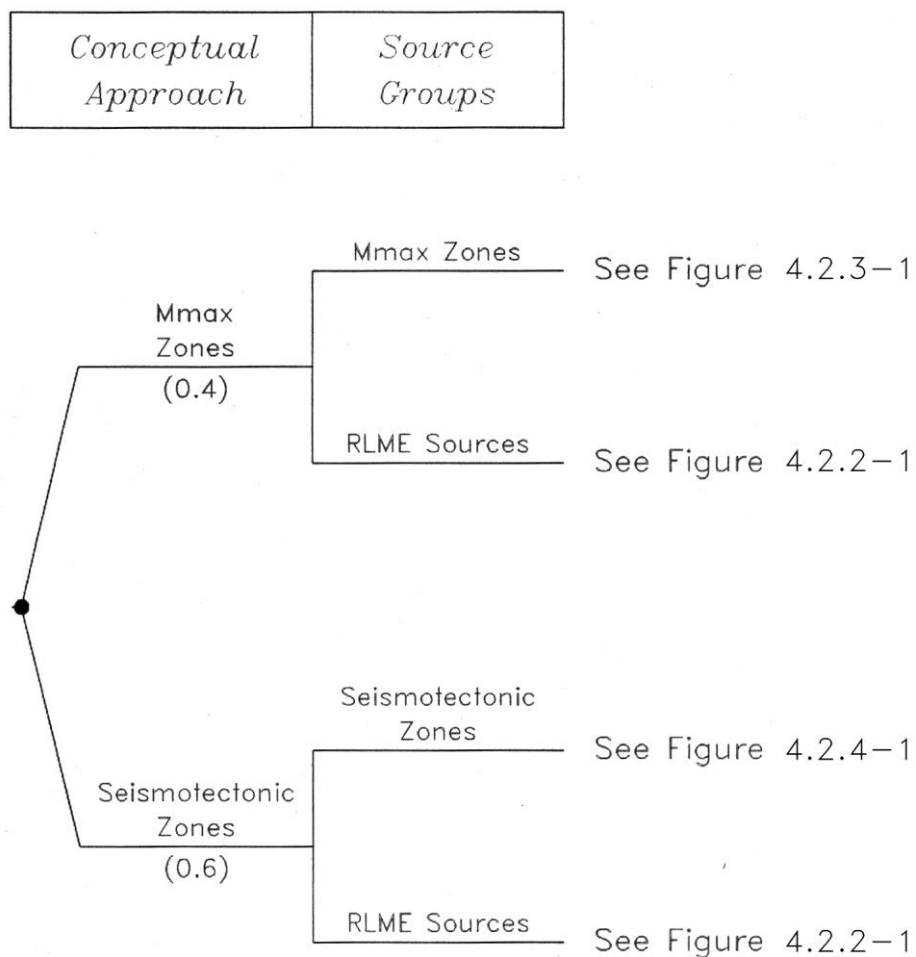 Conceptual
Approach
Source
Groups
Mmax Zones
See Figure 4.2.3-1
Mmax
Zones
(0.4)
RLME Sources
See Figure 4.2.2-1
Seismotectonic
Zones
See Figure 4.2.4-1
Seismotectonic
Zones
(0.6)
RLME Sources
See Figure 4.2.2-1